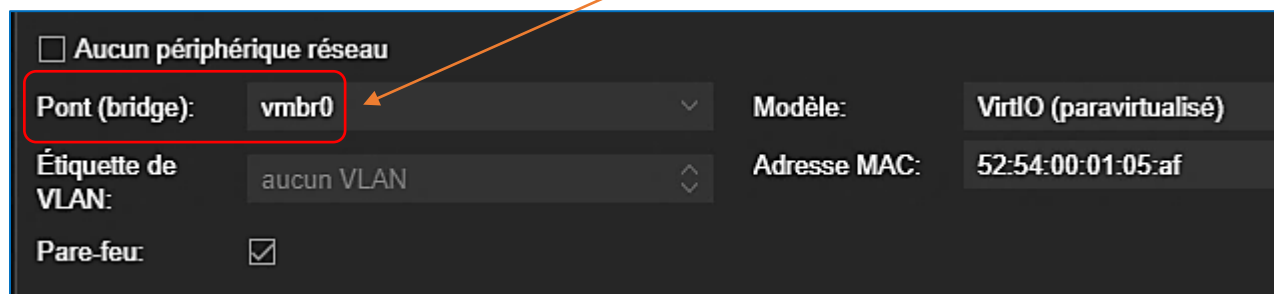 Aucun périphérique réseau
Pont (bridge): vmbr0 Modèle: VirtIO (paravirtualisé)
Étiquette de VLAN: aucun VLAN Adresse MAC: 52:54:00:01:05:af
Pare-feu: